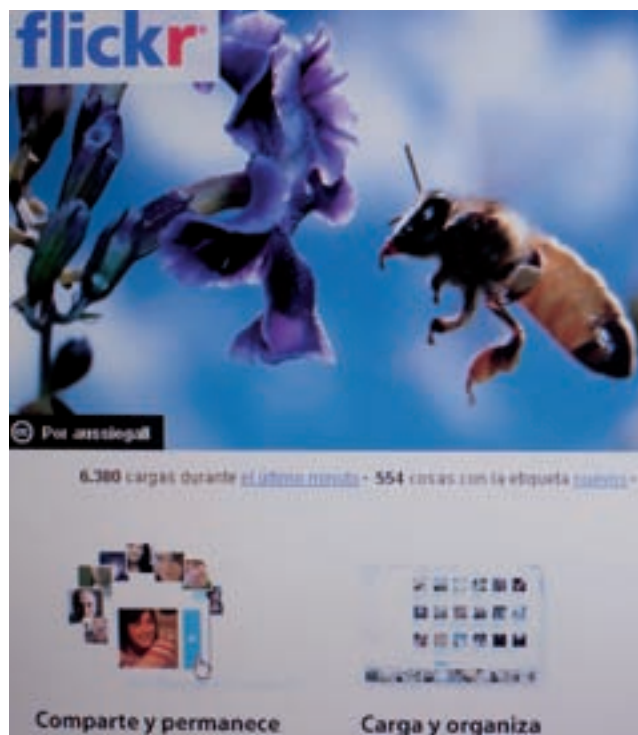 flickr
Por aussiegall
6.380 cargas durante el último minuto · 554 cosas con la etiqueta
Comparte y permanece
Carga y organiza